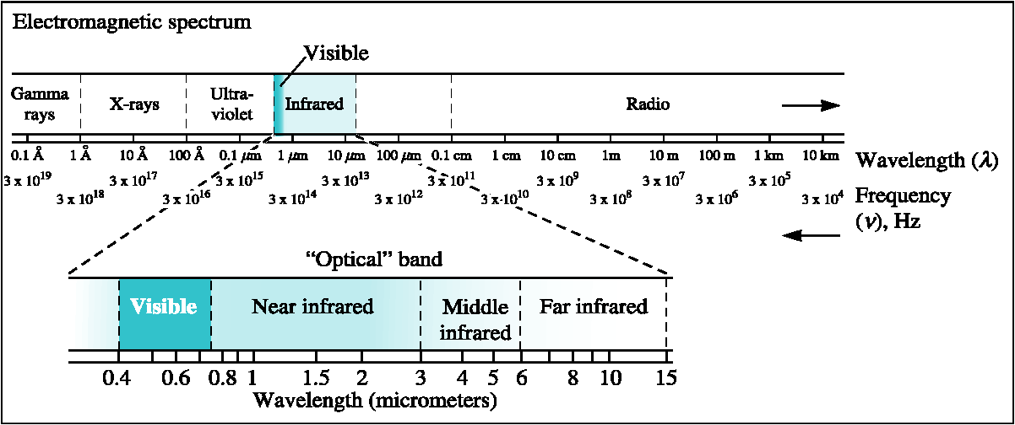 Electromagnetic spectrum
Visible
Gamma rays
X-rays
Ultra-violet
Infrared
Radio
0.1 Å 1 Å 10 Å 100 Å 0.1 μm 1 μm 10 μm 100 μm 0.1 cm 1 cm 10 cm 1m 10 m 100 m 1 km 10 km
Wavelength (λ)
3 x 10¹⁹ 3 x 10¹⁸ 3 x 10¹⁷ 3 x 10¹⁶ 3 x 10¹⁵ 3 x 10¹⁴ 3 x 10¹³ 3 x 10¹² 3 x 10¹¹ 3 x 10¹⁰ 3 x 10⁹ 3 x 10⁸ 3 x 10⁷ 3 x 10⁶ 3 x 10⁵ 3 x 10⁴
Frequency
(ν), Hz
“Optical” band
Visible
Near infrared
Middle
infrared
Far infrared
0.4 0.6 0.8 1 1.5 2 3 4 5 6 8 10 15
Wavelength (micrometers)